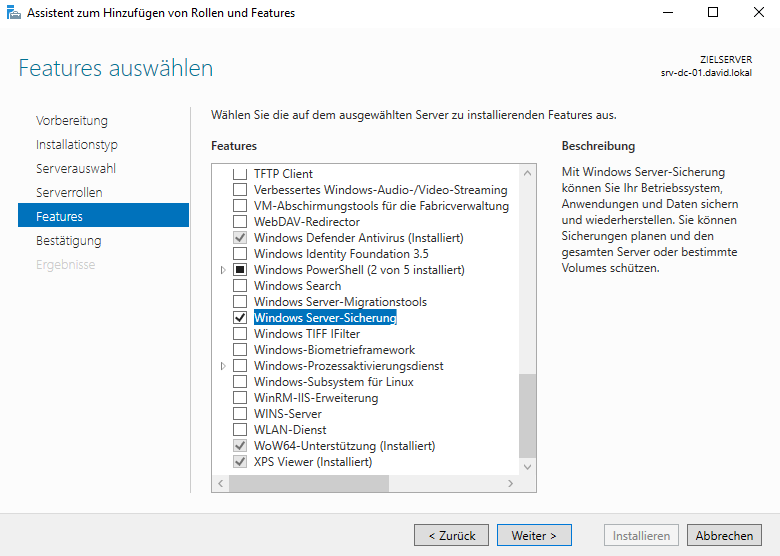 Assistent zum Hinzufügen von Rollen und Features
Features auswählen
ZIELSERVER
srv-dc-01.david.lokal
Vorbereitung
Installationstyp
Serverauswahl
Serverrollen
Features
Bestätigung
Ergebnisse
Wählen Sie die auf dem ausgewählten Server zu installierenden Features aus.
Features
TFTP Client
Verbessertes Windows-Audio-/Video-Streaming
VM-Abschirmungstools für die Fabricverwaltung
WebDAV-Redirector
Windows Defender Antivirus (Installiert)
Windows Identity Foundation 3.5
Windows PowerShell (2 von 5 installiert)
Windows Search
Windows Server-Migrationstools
Windows Server-Sicherung
Windows TIFF IFilter
Windows-Biometrieframework
Windows-Prozessaktivierungsdienst
Windows-Subsystem für Linux
WinRM-IIS-Erweiterung
WINS-Server
WLAN-Dienst
WoW64-Unterstützung (Installiert)
XPS Viewer (Installiert)
Beschreibung
Mit Windows Server-Sicherung
können Sie Ihr Betriebssystem,
Anwendungen und Daten sichern
und wiederherstellen. Sie können
Sicherungen planen und den
gesamten Server oder bestimmte
Volumes schützen.
< Zurück
Weiter >
Installieren
Abbrechen